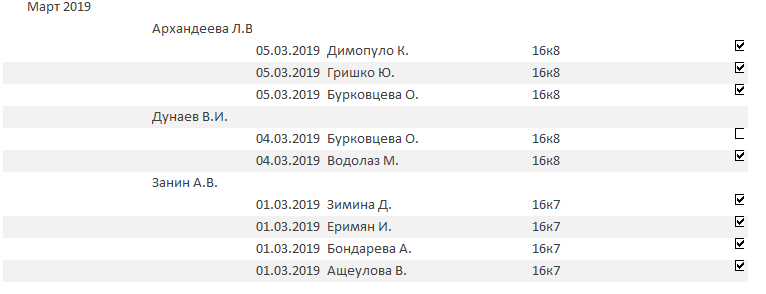 Март 2019
Архандеева Л.В
05.03.2019 Димопуло К. 16к8
05.03.2019 Гришко Ю. 16к8
05.03.2019 Бурковцева О. 16к8
Дунаев В.И.
04.03.2019 Бурковцева О. 16к8
04.03.2019 Водолаз М. 16к8
Занин А.В.
01.03.2019 Зимина Д. 16к7
01.03.2019 Еримян И. 16к7
01.03.2019 Бондарева А. 16к7
01.03.2019 Ащеулова В. 16к7